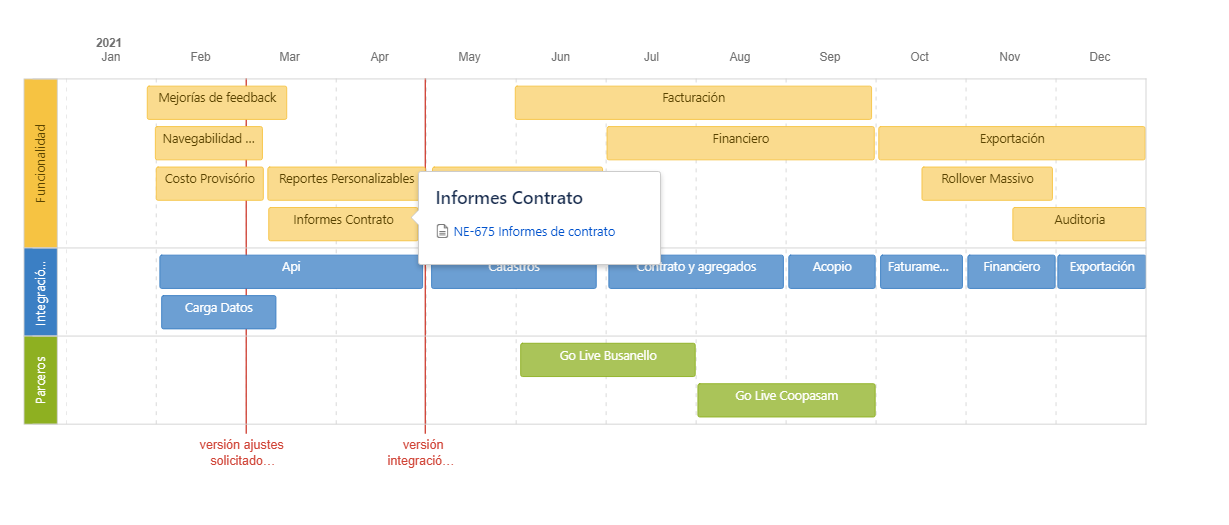 2021
Jan Feb Mar Apr May Jun Jul Aug Sep Oct Nov Dec
Funcionalidad
Mejorías de feedback
Facturación
Navegabilidad ...
Financiero
Exportación
Costo Provisório
Reportes Personalizables
Rollover Massivo
Informes Contrato
Auditoria
Informes Contrato
NE-675 Informes de contrato
Integració...
Api
Catastros
Contrato y agregados
Acopio
Faturame...
Financiero
Exportación
Carga Datos
Parceros
Go Live Busanello
Go Live Coopasam
versión ajustes
solicitado...
versión
integració...